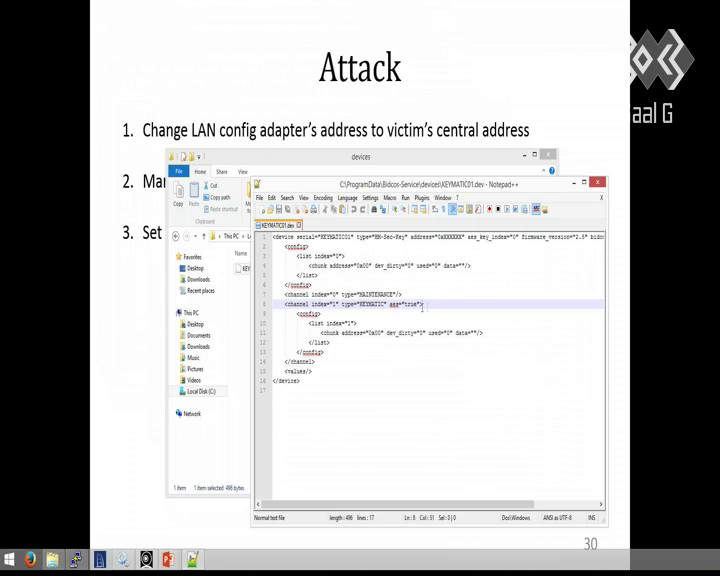 Attack
1. Change LAN config adapter's address to victim's central address
2. Mar
3. Set
aal G
devices
File Home Share View
Copy Paste
Cut
Copy path
Paste shortcut
Clipboard
This PC
Name
KEY
Favorites
Desktop
Downloads
Recent places
This PC
Desktop
Documents
Downloads
Music
Pictures
Videos
Local Disk (C:)
Network
1 item 1 item selected 498 bytes
C:\ProgramData\Bidcos-Service\devices\KEYMATIC01.dev - Notepad++
File Edit Search View Encoding Language Settings Macro Run Plugins Window ?
KEYMATIC01.dev
1 <device serial="KEYMATIC01" type="HM-Sec-Key" address="0xXXXXXX" aes_key_index="0" firmware_version="2.5" bidco
2 <config>
3 <list index="0">
4 <chunk address="0x00" dev_dirty="0" used="0" data=""/>
5 </list>
6 </config>
7 <channel index="0" type="MAINTENANCE"/>
8 <channel index="1" type="KEYMATIC" aes="true">
9 <config>
10 <list index="1">
11 <chunk address="0x00" dev_dirty="0" used="0" data=""/>
12 </list>
13 </config>
14 </channel>
15 <values/>
16 </device>
17
Normal text file length : 498 lines : 17 Ln : 8 Col : 51 Sel : 0 | 0 Dos\Windows ANSI as UTF-8 INS
30